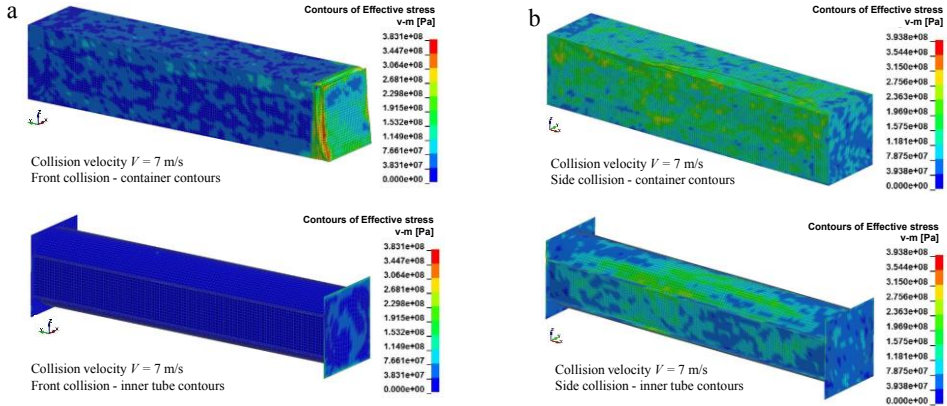 a
Contours of Effective stress
v-m [Pa]
3.831e+08
3.447e+08
3.064e+08
2.681e+08
2.298e+08
1.915e+08
1.532e+08
1.149e+08
7.661e+07
3.831e+07
0.000e+00
Collision velocity V = 7 m/s
Front collision - container contours
b
Contours of Effective stress
v-m [Pa]
3.938e+08
3.544e+08
3.150e+08
2.756e+08
2.363e+08
1.969e+08
1.575e+08
1.181e+08
7.875e+07
3.938e+07
0.000e+00
Collision velocity V = 7 m/s
Side collision - container contours
Contours of Effective stress
v-m [Pa]
3.831e+08
3.447e+08
3.064e+08
2.681e+08
2.298e+08
1.915e+08
1.532e+08
1.149e+08
7.661e+07
3.831e+07
0.000e+00
Collision velocity V = 7 m/s
Front collision - inner tube contours
Contours of Effective stress
v-m [Pa]
3.938e+08
3.544e+08
3.150e+08
2.756e+08
2.363e+08
1.969e+08
1.575e+08
1.181e+08
7.875e+07
3.938e+07
0.000e+00
Collision velocity V = 7 m/s
Side collision - inner tube contours